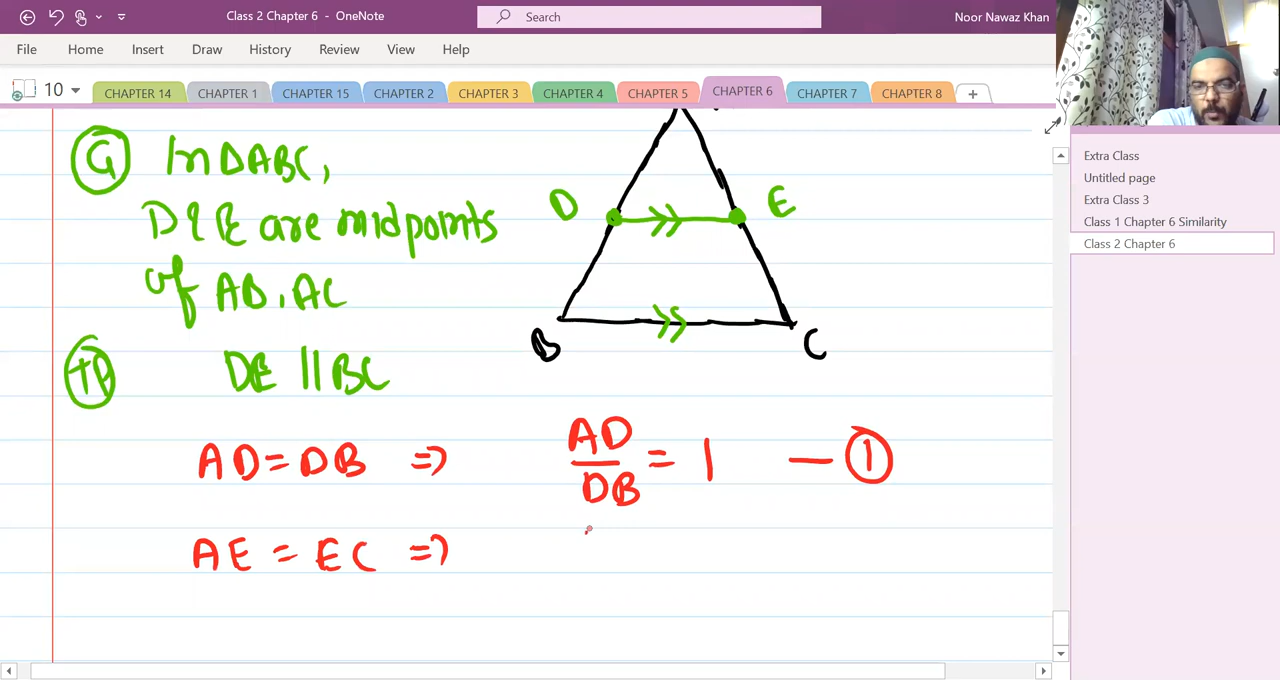 Class 2 Chapter 6 - OneNote
Search
Noor Nawaz Khan
File Home Insert Draw History Review View Help
10 CHAPTER 14 CHAPTER 1 CHAPTER 15 CHAPTER 2 CHAPTER 3 CHAPTER 4 CHAPTER 5 CHAPTER 6 CHAPTER 7 CHAPTER 8 +
Extra Class
Untitled page
Extra Class 3
Class 1 Chapter 6 Similarity
Class 2 Chapter 6
G In ΔABC,
D & E are midpoints
of AB, AC
TP DE || BC
D E
B C
AD = DB => AD/DB = 1 — ①
AE = EC =>